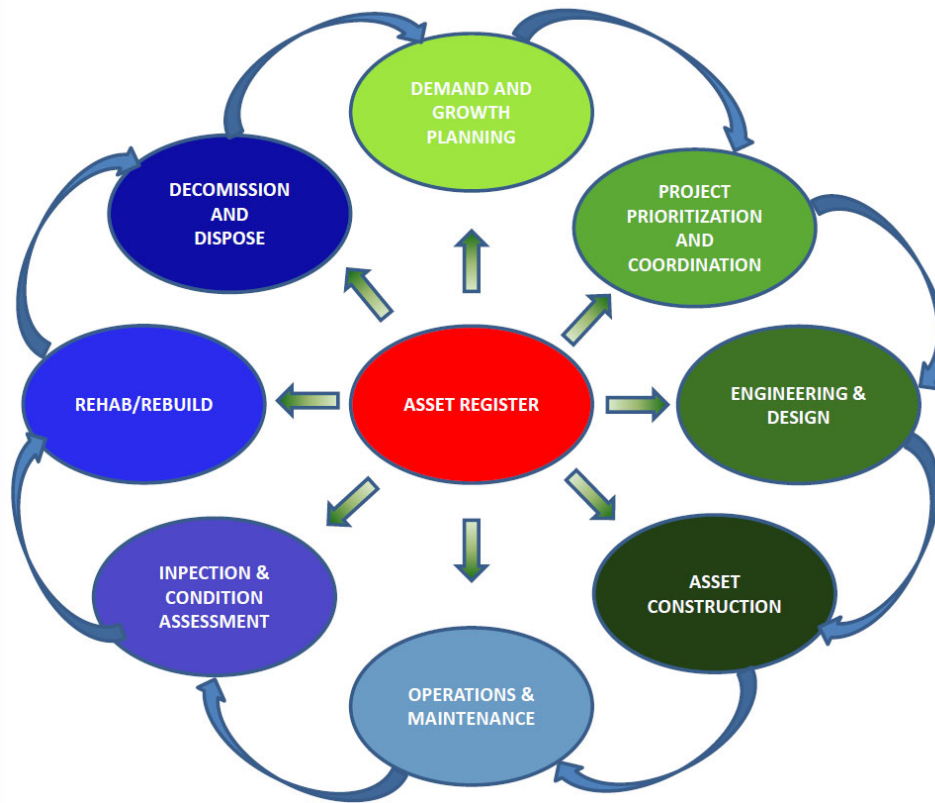 DEMAND AND
GROWTH
PLANNING
PROJECT
PRIORITIZATION
AND
COORDINATION
ENGINEERING &
DESIGN
ASSET
CONSTRUCTION
OPERATIONS &
MAINTENANCE
INPECTION &
CONDITION
ASSESSMENT
REHAB/REBUILD
DECOMISSION
AND
DISPOSE
ASSET REGISTER